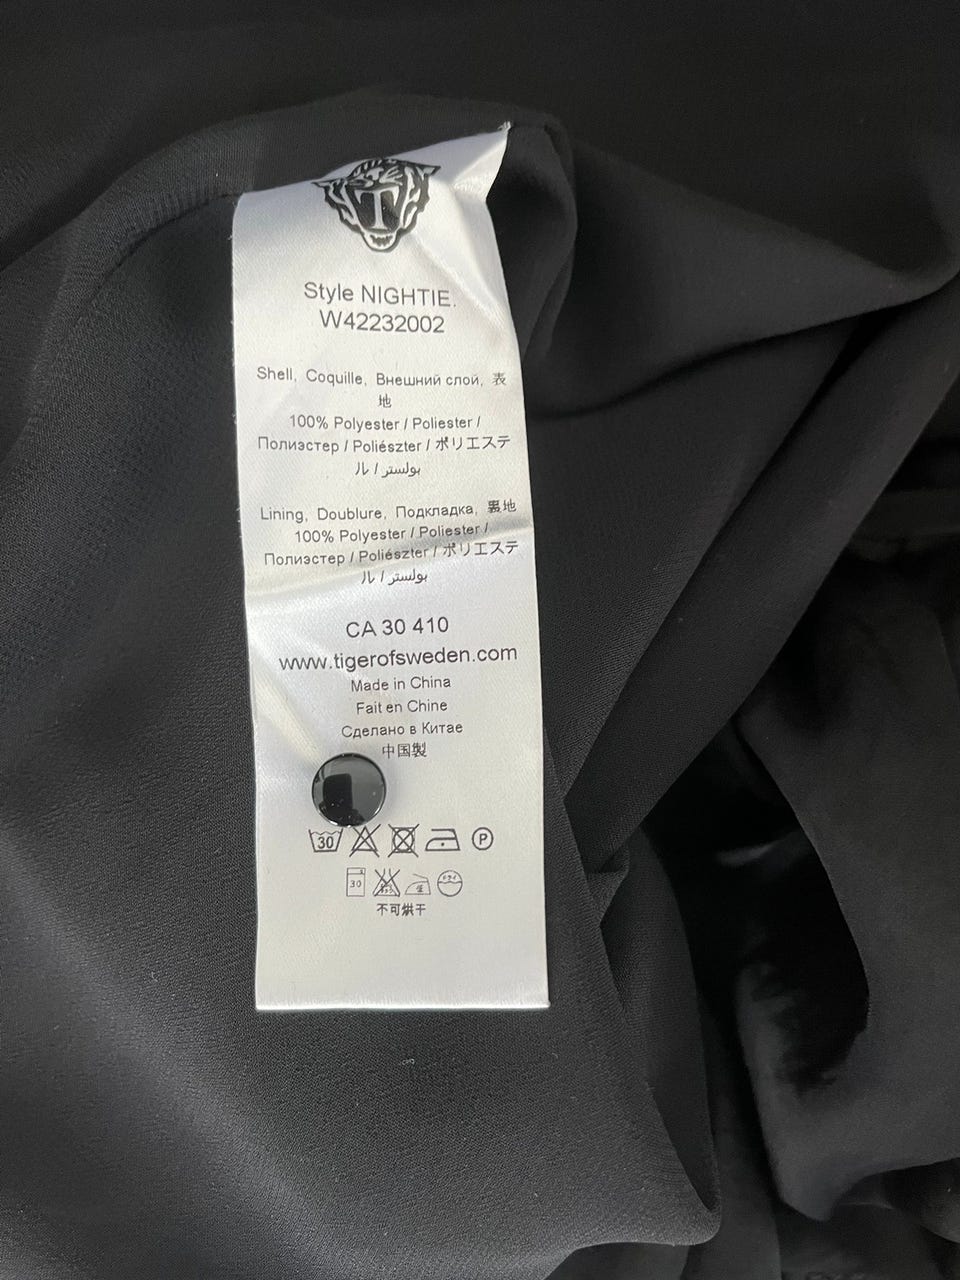 T
Style NIGHTIE.
W42232002
Shell, Coquille, Внешний слой, 表
地
100% Polyester / Poliester /
Полиэстер / Poliészter / ポリエステ
ル / بولستر
Lining, Doublure, Подкладка, 裏地
100% Polyester / Poliester /
Полиэстер / Poliészter / ポリエステ
ル / بولستر
CA 30 410
www.tigerofsweden.com
Made in China
Fait en Chine
Сделано в Китае
中国製
30 P
30
不可烘干